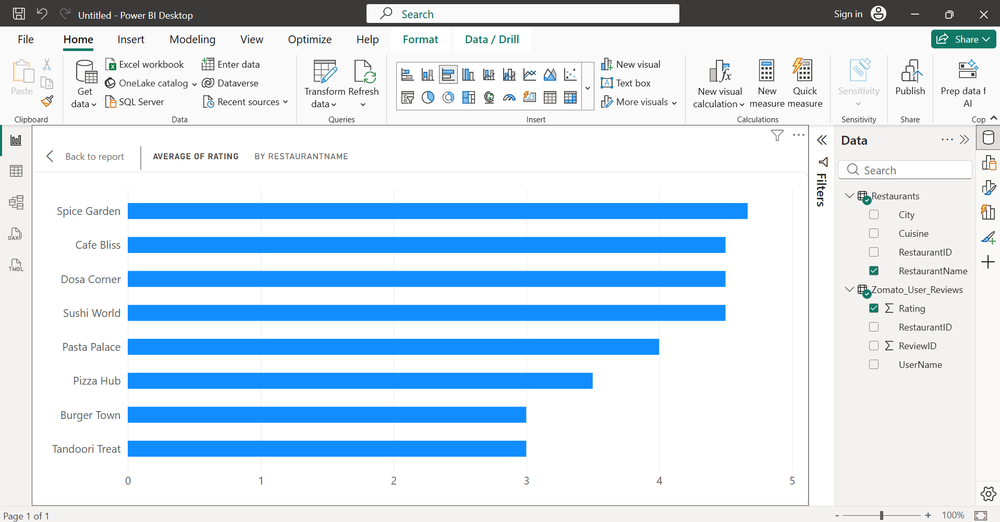 Untitled - Power BI Desktop
Search
Sign in
File
Home
Insert
Modeling
View
Optimize
Help
Format
Data / Drill
Share
Paste
Clipboard
Get data
Excel workbook
OneLake catalog
SQL Server
Enter data
Dataverse
Recent sources
Data
Transform data
Refresh
Queries
123
New visual
Text box
More visuals
Insert
New visual calculation
New measure
Quick measure
Calculations
Sensitivity
Sensitivity
Publish
Share
Prep data f
AI
Cop
DAX
TMDL
Back to report
AVERAGE OF RATING
BY RESTAURANTNAME
Spice Garden
Cafe Bliss
Dosa Corner
Sushi World
Pasta Palace
Pizza Hub
Burger Town
Tandoori Treat
0 1 2 3 4 5
Filters
Data
Search
Restaurants
City
Cuisine
RestaurantID
RestaurantName
Zomato_User_Reviews
Σ Rating
RestaurantID
Σ ReviewID
UserName
Page 1 of 1
- + 100%